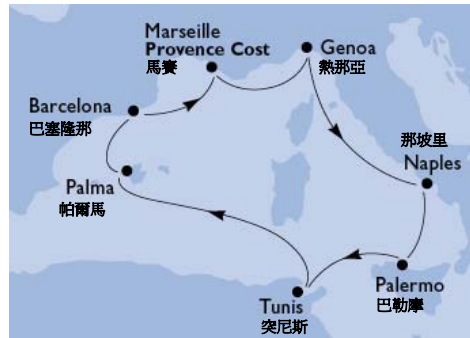 Marseille
Provence Cost
馬賽
Genoa
熱那亞
Barcelona
巴塞隆那
那坡里
Naples
Palma
帕爾馬
Palermo
巴勒摩
Tunis
突尼斯